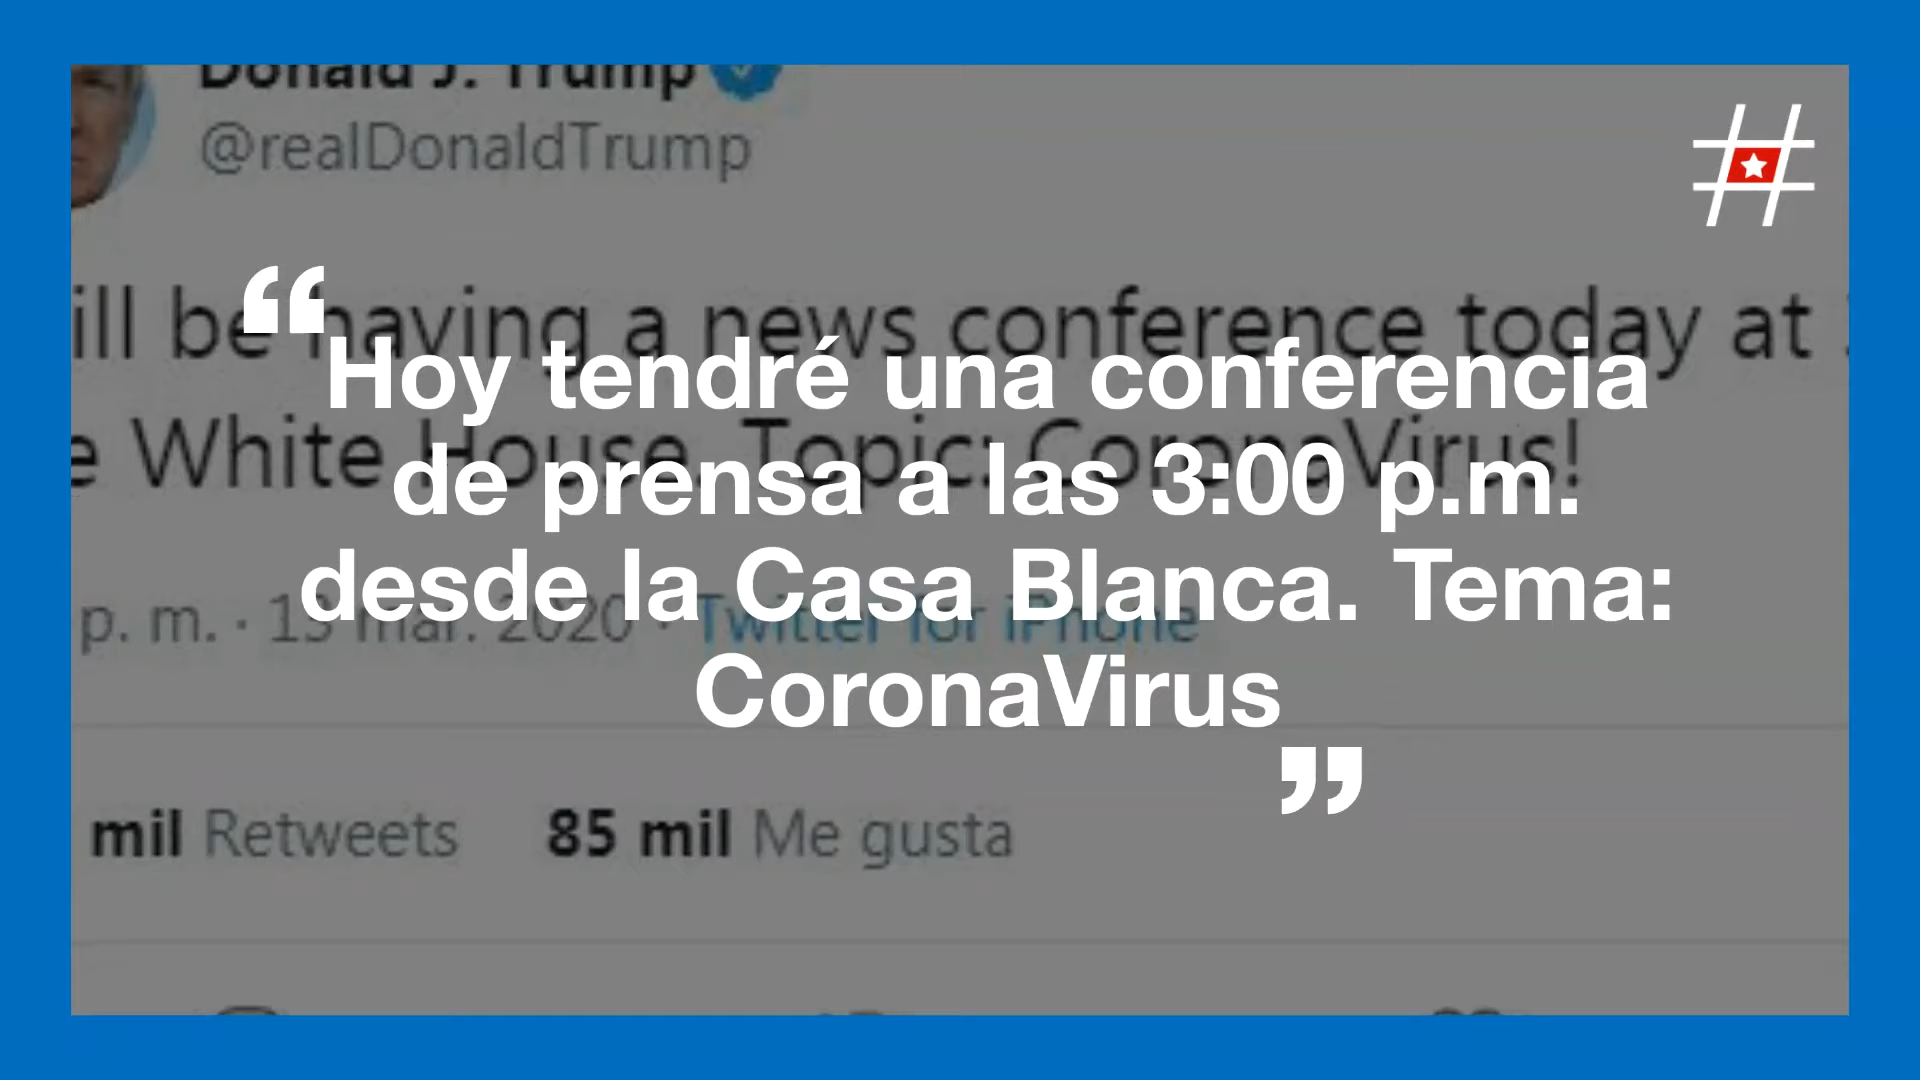 Donald J. Trump
@realDonaldTrump
ill be having a news conference today at
“Hoy tendré una conferencia
e White House. Topic: CoronaVirus!
de prensa a las 3:00 p.m.
desde la Casa Blanca. Tema:
p. m. · 13 mar. 2020 · Twitter for iPhone
CoronaVirus”
mil Retweets 85 mil Me gusta